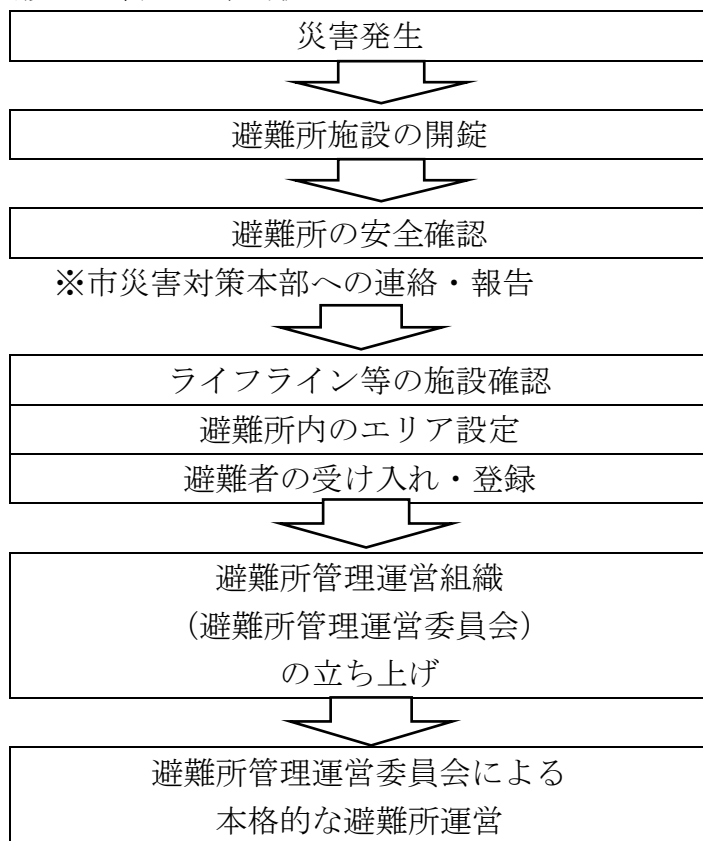 災害発生
避難所施設の開錠
避難所の安全確認
※市災害対策本部への連絡・報告
ライフライン等の施設確認
避難所内のエリア設定
避難者の受け入れ・登録
避難所管理運営組織
（避難所管理運営委員会）
の立ち上げ
避難所管理運営委員会による
本格的な避難所運営